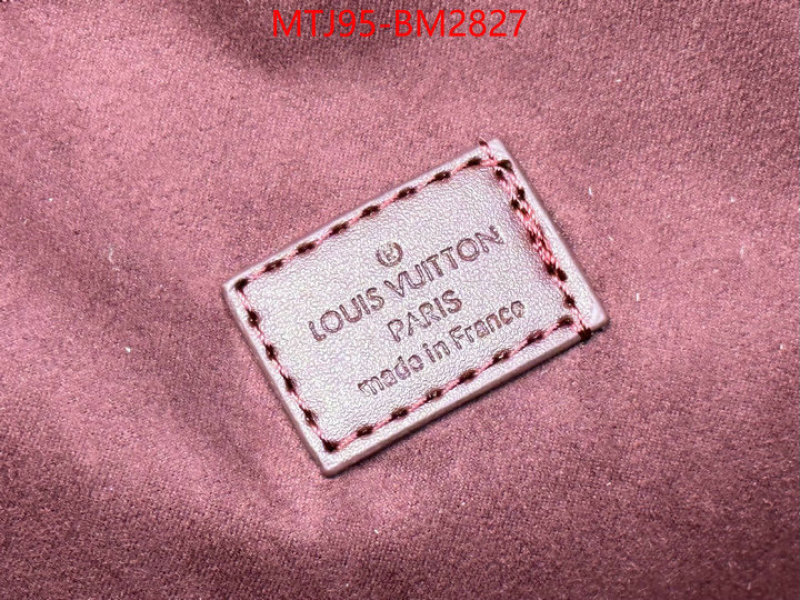 MTJ95-BM2827
®
LOUIS VUITTON
PARIS
made in France